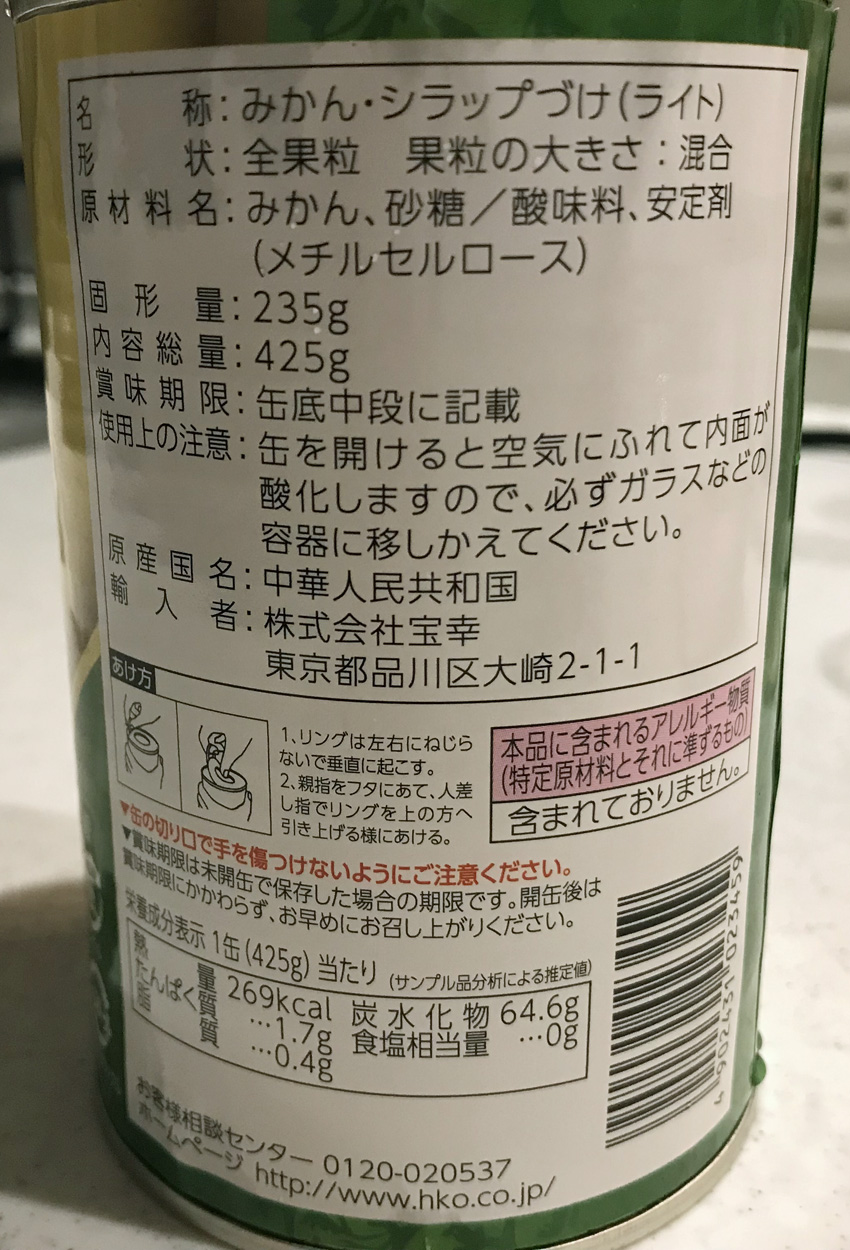 名称：みかん・シラップづけ（ライト）
形状：全果粒　果粒の大きさ：混合
原材料名：みかん、砂糖／酸味料、安定剤
（メチルセルロース）
固形量：235g
内容総量：425g
賞味期限：缶底中段に記載
使用上の注意：缶を開けると空気にふれて内面が
酸化しますので、必ずガラスなどの
容器に移しかえてください。
原産国名：中華人民共和国
輸入者：株式会社宝幸
東京都品川区大崎2-1-1
あけ方
1、リングは左右にねじら
ないで垂直に起こす。
2、親指をフタにあて、人差
し指でリングを上の方へ
引き上げる様にあける。
本品に含まれるアレルギー物質
（特定原材料とそれに準ずるもの）
含まれておりません。
▼缶の切り口で手を傷つけないようにご注意ください。
▼賞味期限は未開缶で保存した場合の期限です。開缶後は
賞味期限にかかわらず、お早めにお召し上がりください。
栄養成分表示 1缶(425g)当たり（サンプル品分析による推定値）
熱量 269kcal 炭水化物 64.6g
たんぱく質…1.7g 食塩相当量…0g
脂質…0.4g
4 902431 023459
お客様相談センター 0120-020537
ホームページ http://www.hko.co.jp/